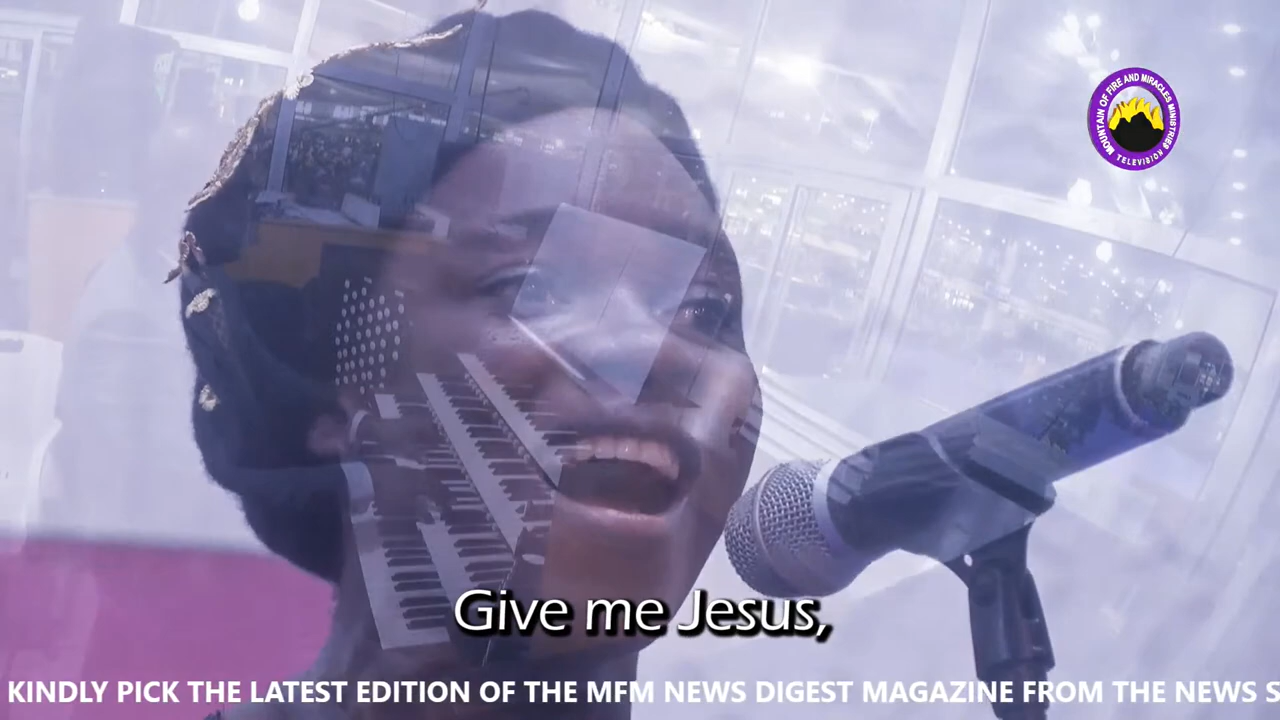 MOUNTAIN OF FIRE AND MIRACLES MINISTRIES
TELEVISION
Give me Jesus,
KINDLY PICK THE LATEST EDITION OF THE MFM NEWS DIGEST MAGAZINE FROM THE NEWS S